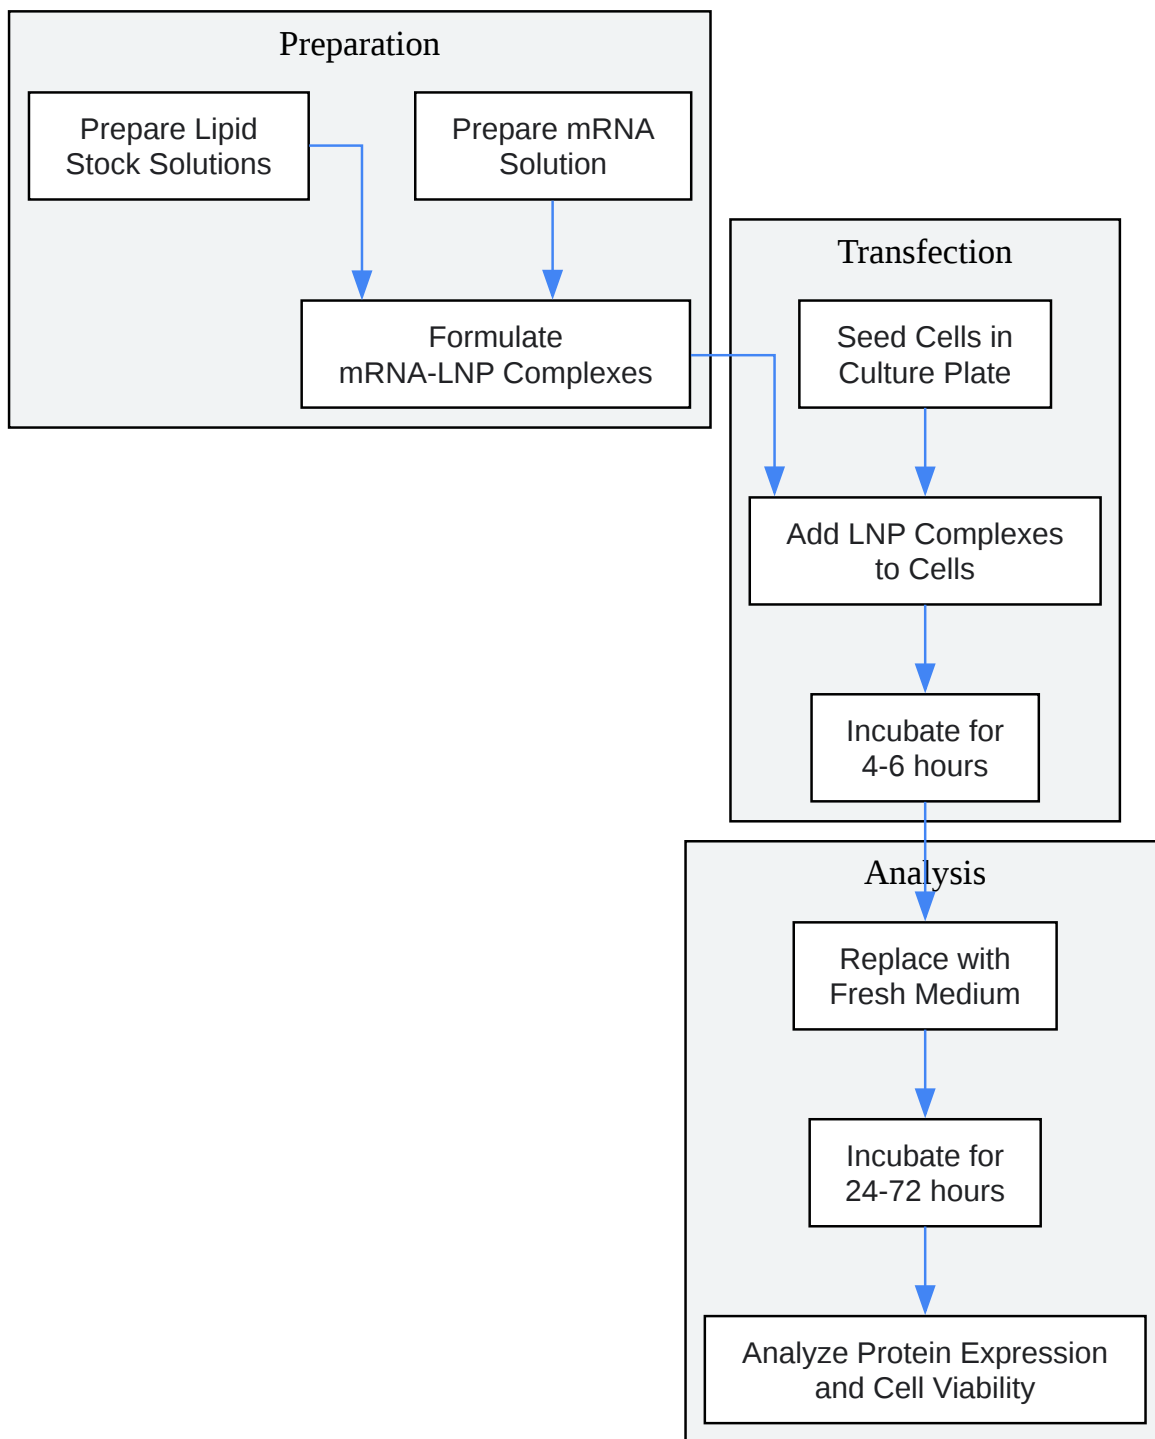 Preparation
Prepare Lipid
Stock Solutions
Prepare mRNA
Solution
Formulate
mRNA-LNP Complexes
Transfection
Seed Cells in
Culture Plate
Add LNP Complexes
to Cells
Incubate for
4-6 hours
Analysis
Replace with
Fresh Medium
Incubate for
24-72 hours
Analyze Protein Expression
and Cell Viability